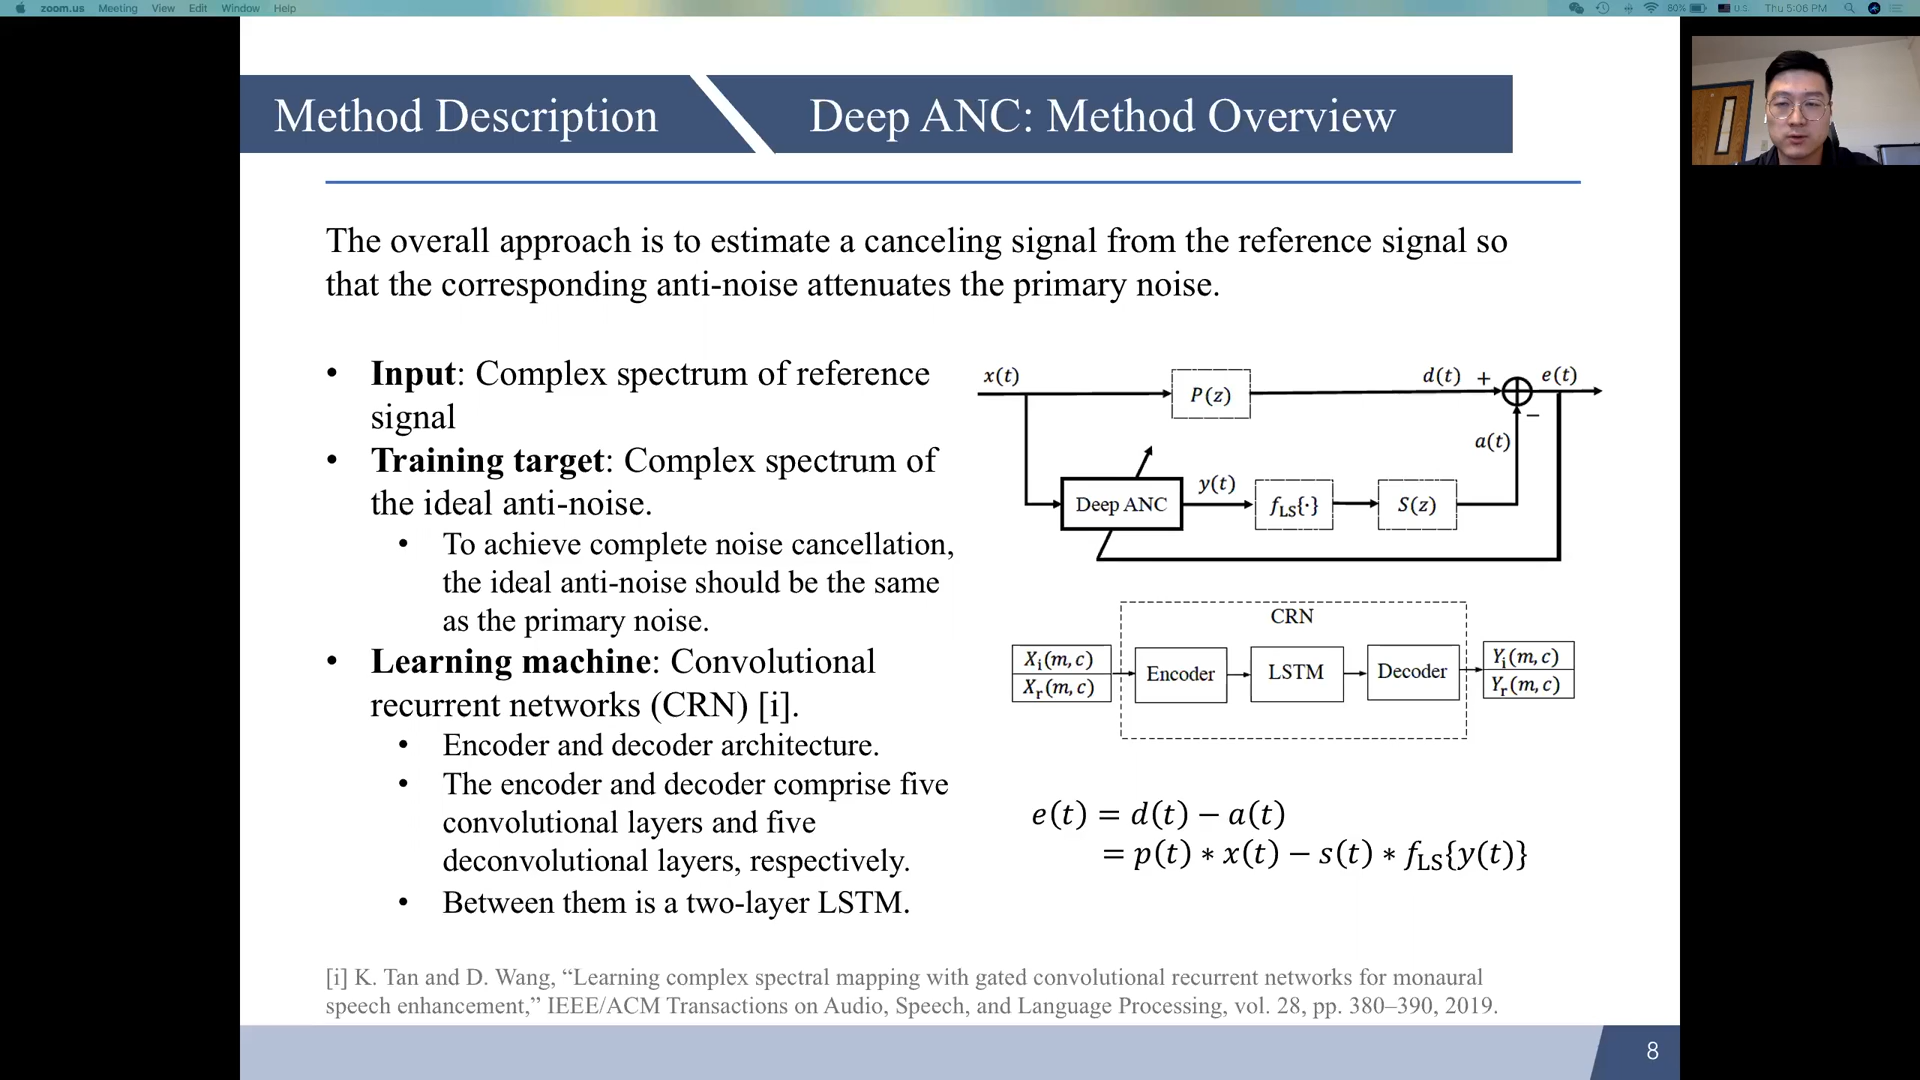 zoom.us Meeting View Edit Window Help
80% U.S. Thu 5:06 PM
Method Description
Deep ANC: Method Overview
The overall approach is to estimate a canceling signal from the reference signal so
that the corresponding anti-noise attenuates the primary noise.
• Input: Complex spectrum of reference
signal
• Training target: Complex spectrum of
the ideal anti-noise.
• To achieve complete noise cancellation,
the ideal anti-noise should be the same
as the primary noise.
• Learning machine: Convolutional
recurrent networks (CRN) [i].
• Encoder and decoder architecture.
• The encoder and decoder comprise five
convolutional layers and five
deconvolutional layers, respectively.
• Between them is a two-layer LSTM.
x(t)
P(z)
d(t) +
e(t)
−
a(t)
Deep ANC
y(t)
f_LS{·}
S(z)
CRN
X_i(m, c)
X_r(m, c)
Encoder
LSTM
Decoder
Y_i(m, c)
Y_r(m, c)
e(t) = d(t) − a(t)
= p(t) ∗ x(t) − s(t) ∗ f_LS{y(t)}
[i] K. Tan and D. Wang, “Learning complex spectral mapping with gated convolutional recurrent networks for monaural
speech enhancement,” IEEE/ACM Transactions on Audio, Speech, and Language Processing, vol. 28, pp. 380–390, 2019.
8